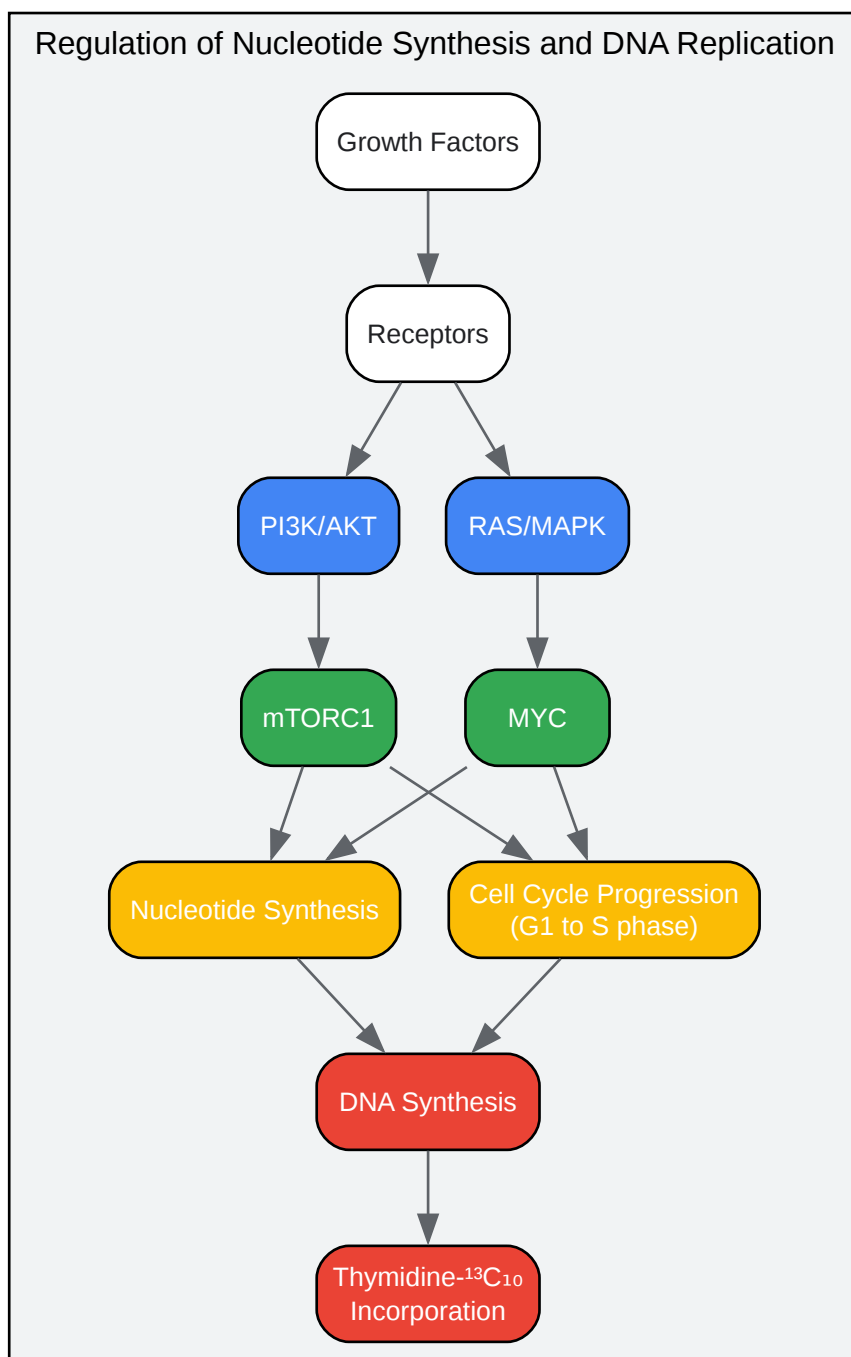 Regulation of Nucleotide Synthesis and DNA Replication
Growth Factors
Receptors
PI3K/AKT
RAS/MAPK
mTORC1
MYC
Nucleotide Synthesis
Cell Cycle Progression
(G1 to S phase)
DNA Synthesis
Thymidine-¹³C₁₀
Incorporation